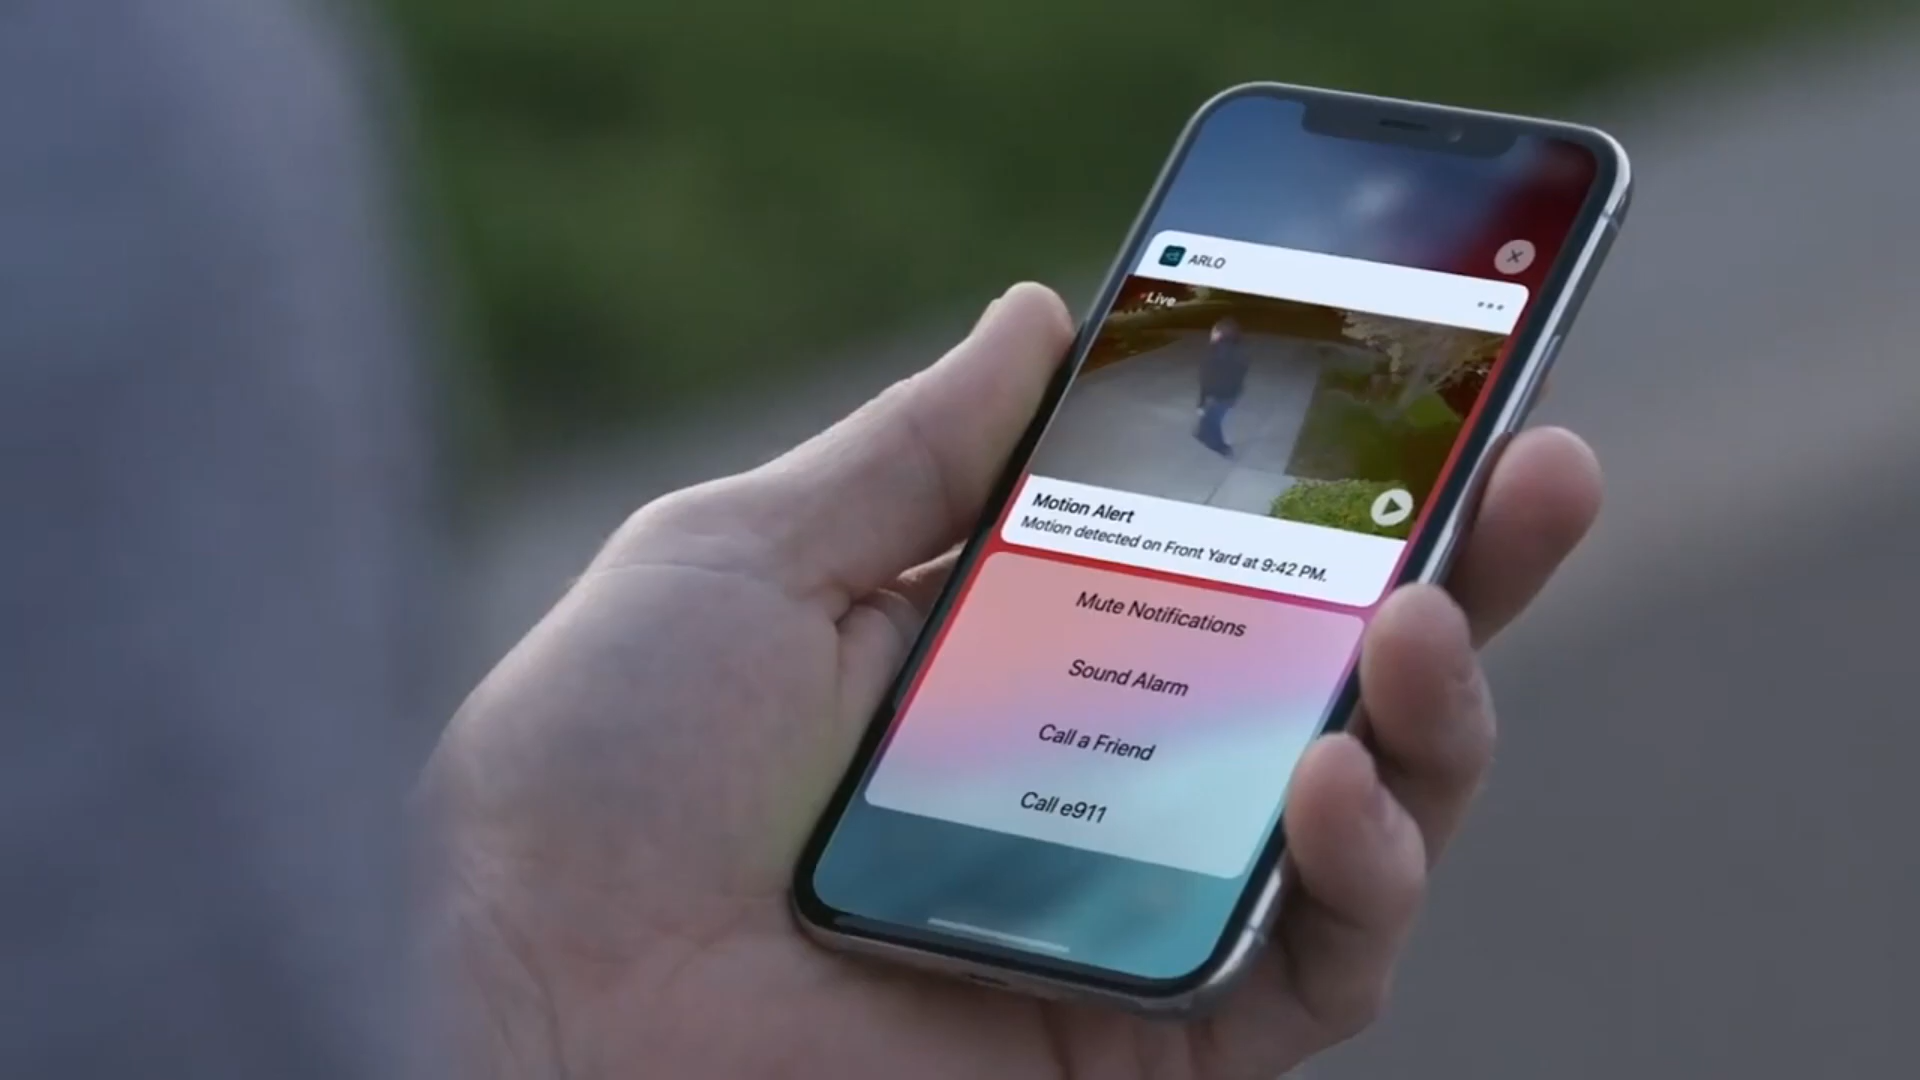 ARLO
Live
Motion Alert
Motion detected on Front Yard at 9:42 PM.
Mute Notifications
Sound Alarm
Call a Friend
Call e911